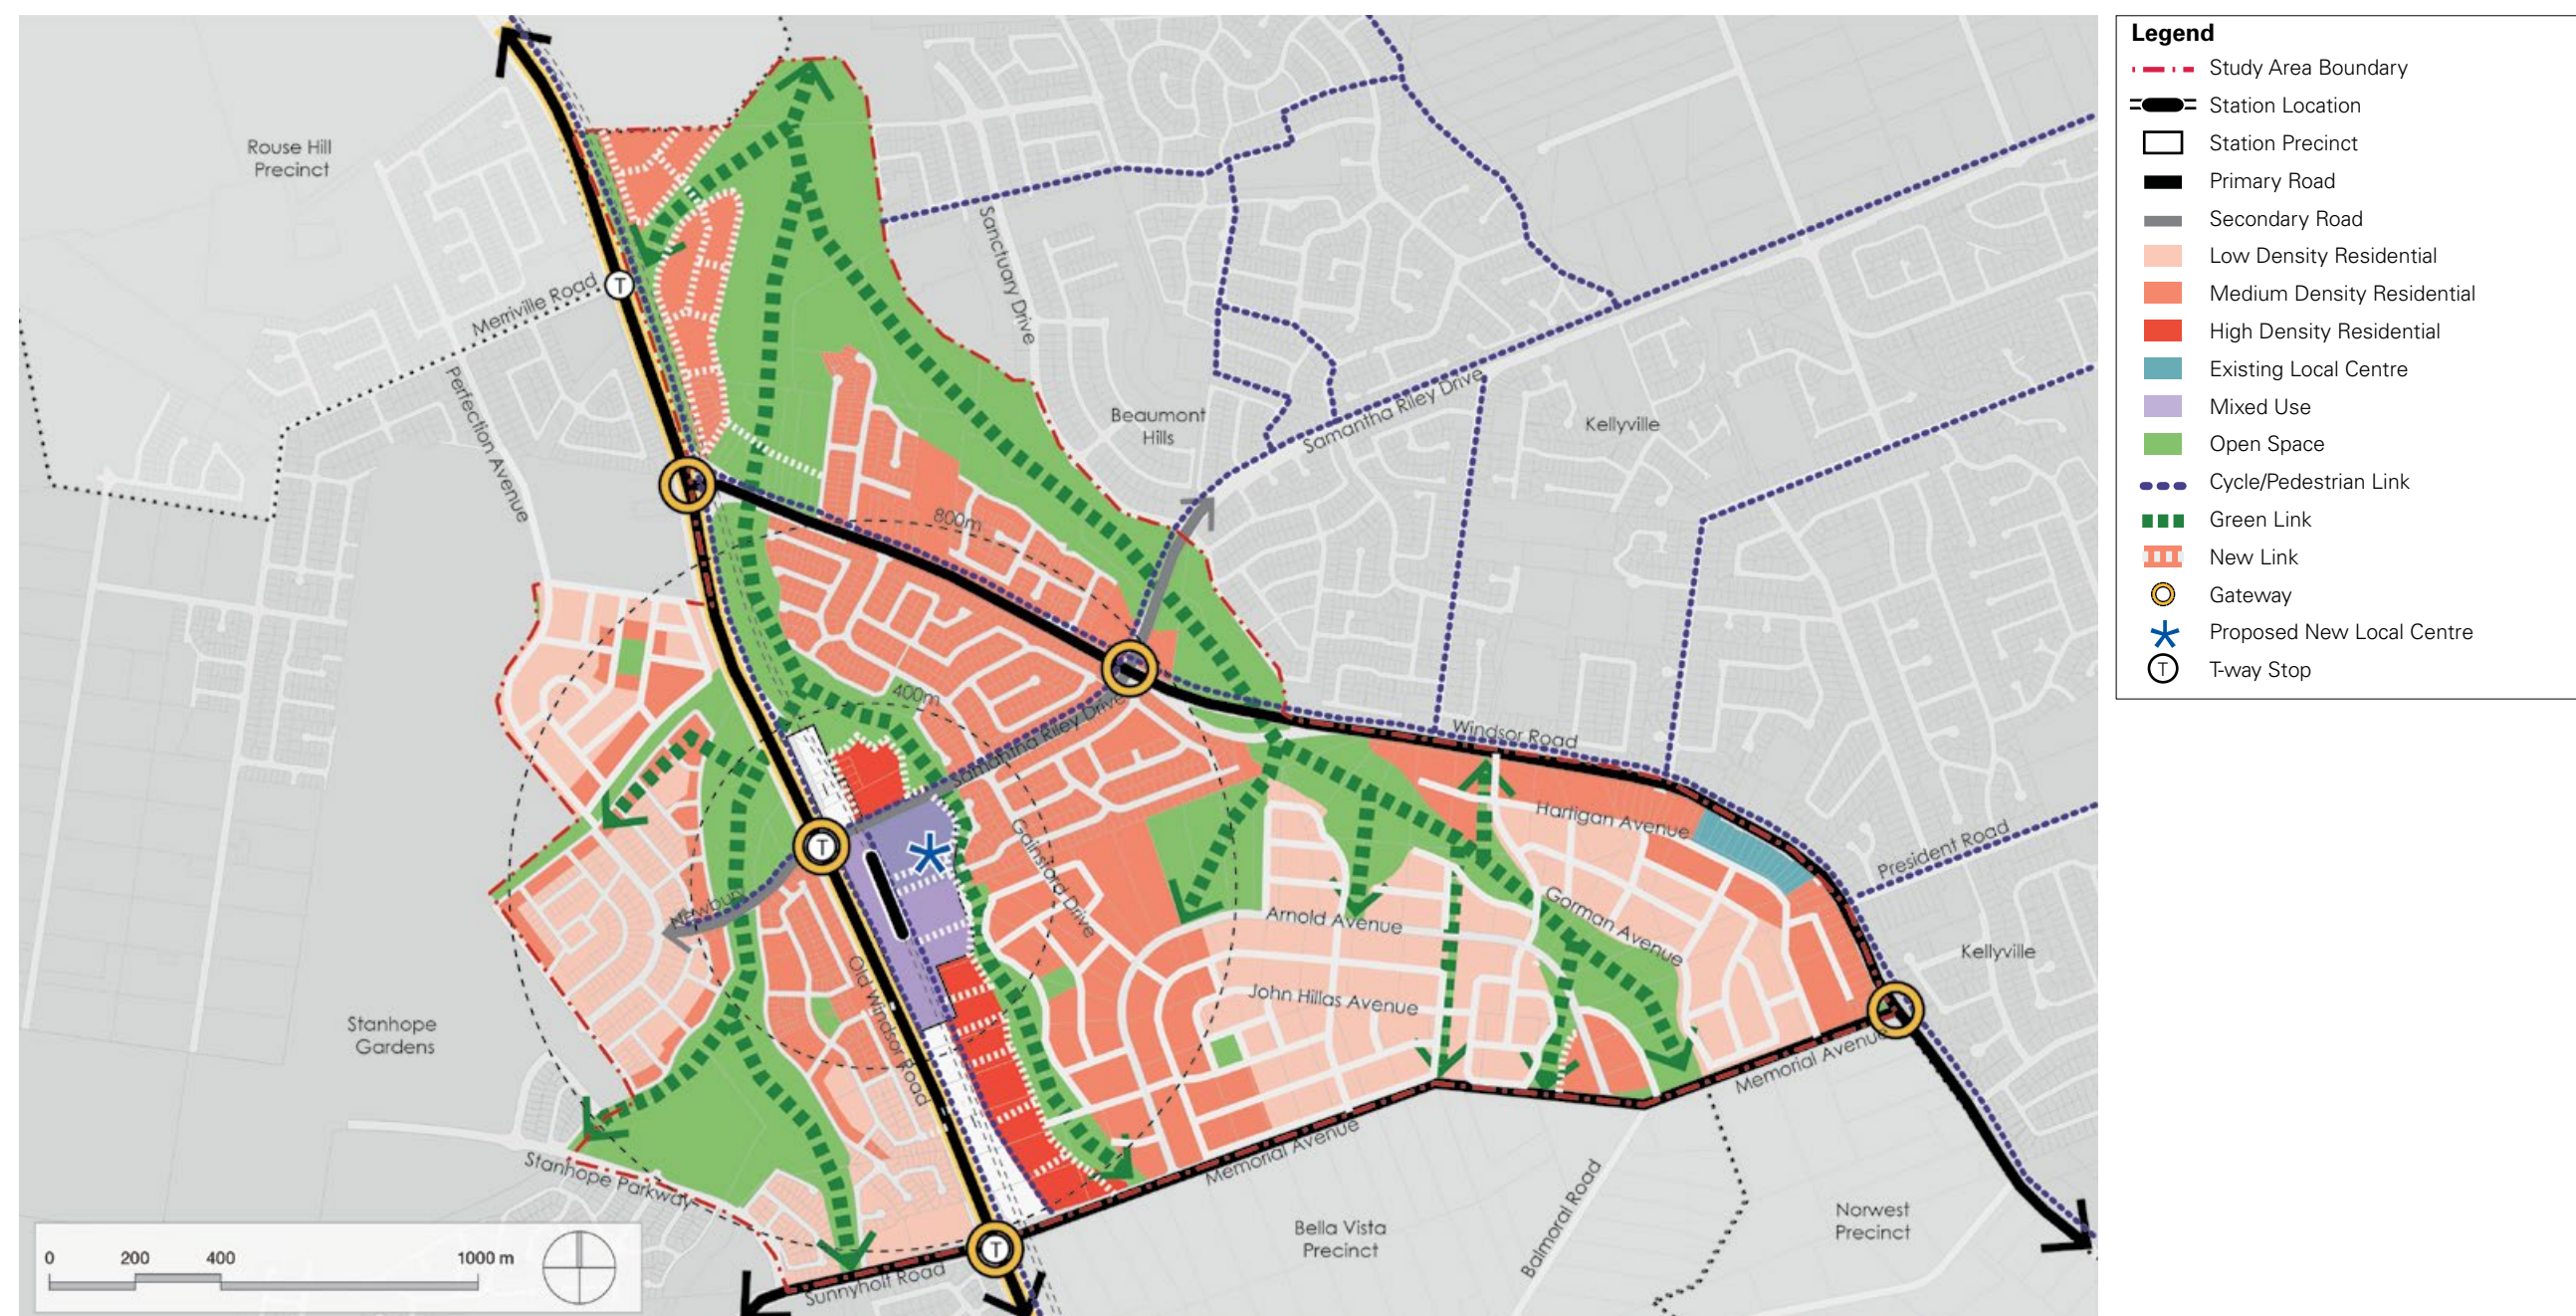 Rouse Hill
Precinct
Merriville Road
T
Perfection Avenue
Sanctuary Drive
Beaumont
Hills
Samantha Riley Drive
Kellyville
800m
400m
Samantha Riley Drive
Windsor Road
Hartigan Avenue
President Road
Gainsford Drive
T
Newbury
Arnold Avenue
Gorman Avenue
Kellyville
Old Windsor Road
John Hillas Avenue
Stanhope
Gardens
Memorial Avenue
Memorial Avenue
Stanhope Parkway
Balmoral Road
Bella Vista
Precinct
Norwest
Precinct
T
Sunnyholt Road
0 200 400 1000 m
Legend
Study Area Boundary
Station Location
Station Precinct
Primary Road
Secondary Road
Low Density Residential
Medium Density Residential
High Density Residential
Existing Local Centre
Mixed Use
Open Space
Cycle/Pedestrian Link
Green Link
New Link
Gateway
Proposed New Local Centre
T T-way Stop